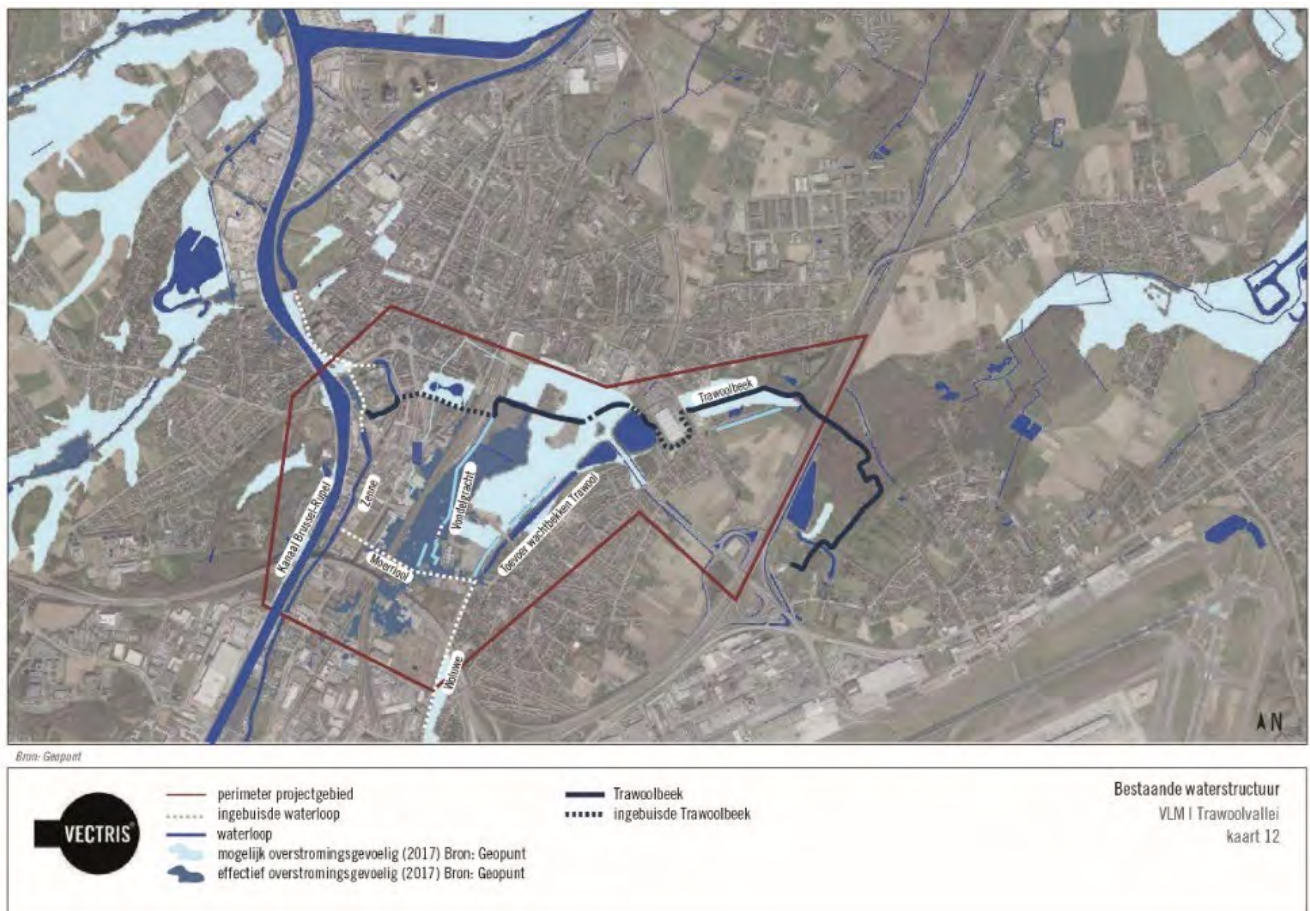 Trawoolbeek
Vondelgracht
Toevoer wachtbekken Trawool
Zenne
Kanaal Brussel-Rupel
Moerriool
Woluwe
N
Bron: Geopunt
VECTRIS
perimeter projectgebied
ingebuisde waterloop
waterloop
mogelijk overstromingsgevoelig (2017) Bron: Geopunt
effectief overstromingsgevoelig (2017) Bron: Geopunt
Trawoolbeek
ingebuisde Trawoolbeek
Bestaande waterstructuur
VLM I Trawoolvallei
kaart 12